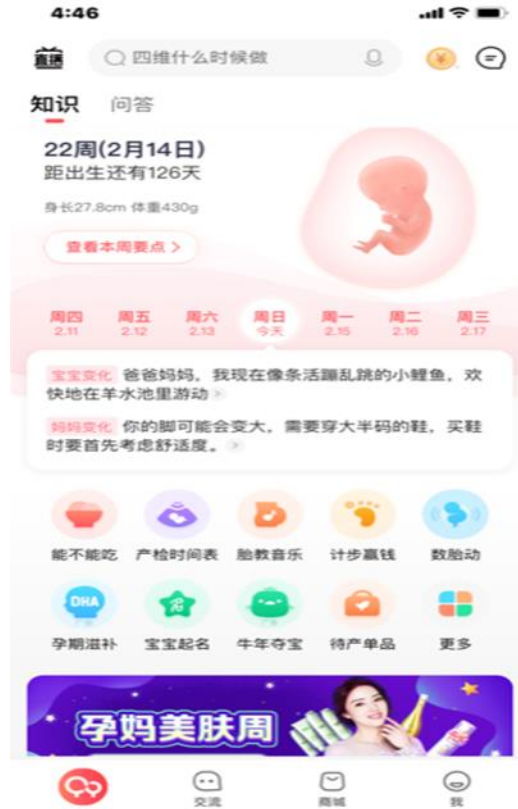 4:46
直播
四维什么时候做
知识 问答
22周(2月14日)
距出生还有126天
身长27.8cm 体重430g
查看本周要点 >
周四 周五 周六 周日 周一 周二 周三
2.11 2.12 2.13 今天 2.15 2.16 2.17
宝宝变化 爸爸妈妈，我现在像条活蹦乱跳的小鲤鱼，欢
快地在羊水池里游动 >
妈妈变化 你的脚可能会变大，需要穿大半码的鞋，买鞋
时要首先考虑舒适度。 >
能不能吃 产检时间表 胎教音乐 计步赢钱 数胎动
DHA
孕期滋补 宝宝起名 牛年夺宝 待产单品 更多
孕妈美肤周
交流 商城 我